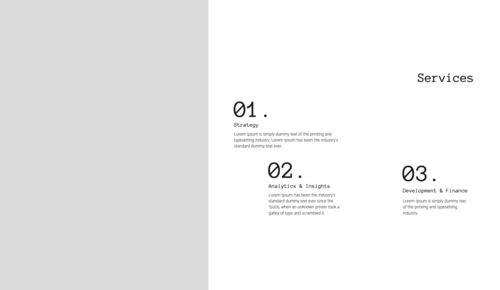 Services
01.
Strategy
Lorem Ipsum is simply dummy text of the printing and
typesetting industry. Lorem Ipsum has been the industry's
standard dummy text ever.
02.
Analytics & Insights
Lorem Ipsum has been the industry's
standard dummy text ever since the
1500s, when an unknown printer took a
galley of type and scrambled it.
03.
Development & Finance
Lorem Ipsum is simply dummy text
of the printing and typesetting
industry.